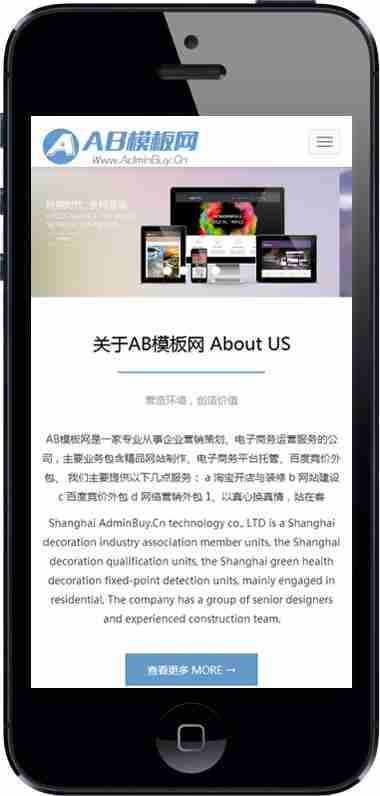 AB模板网
Www.AdminBuy.Cn
关于AB模板网 About US
营造环境，创造价值
AB模板网是一家专业从事企业营销策划、电子商务运营服务的公
司，主要业务包含精品网站制作、电子商务平台托管、百度竞价外
包、 我们主要提供以下几点服务： a 淘宝开店与装修 b 网站建设
c 百度竞价外包 d 网络营销外包 1、以真心换真情，站在客
Shanghai AdminBuy.Cn technology co., LTD is a Shanghai
decoration industry association member units, the Shanghai
decoration qualification units, the Shanghai green health
decoration fixed-point detection units, mainly engaged in
residential, The company has a group of senior designers
and experienced construction team.
查看更多 MORE →